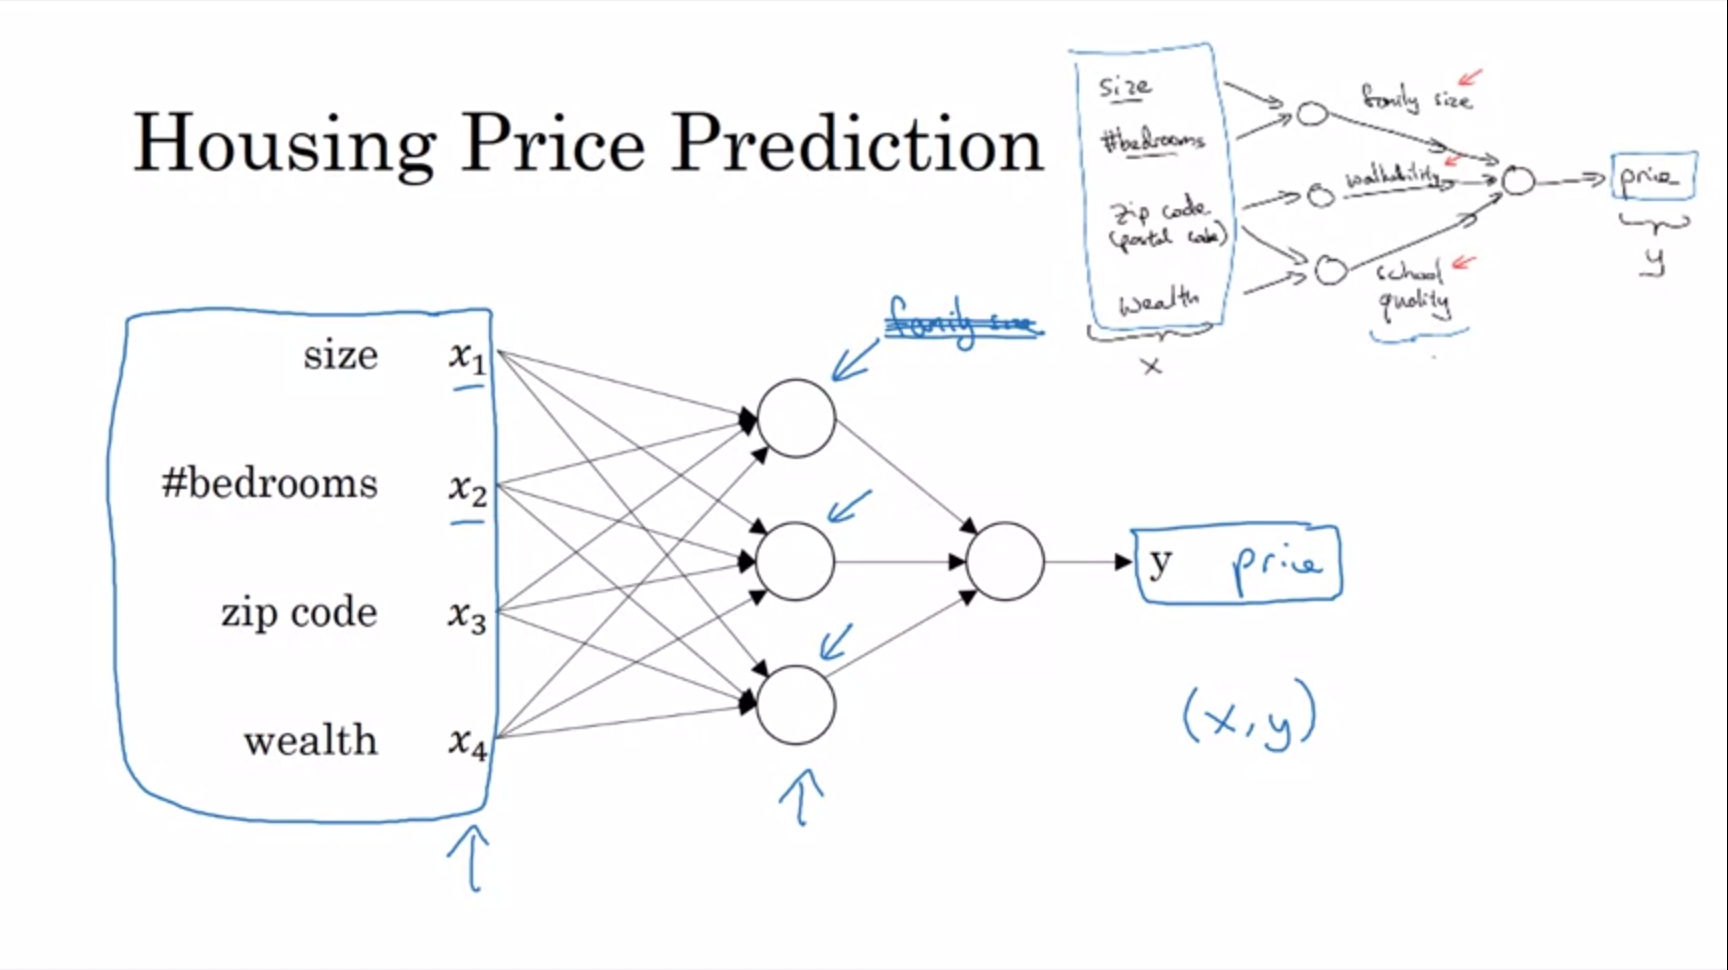 Housing Price Prediction
size
#bedrooms
zip code
(postal code)
wealth
x
family size
walkability
school
quality
price
y
family size
size x₁
#bedrooms x₂
zip code x₃
wealth x₄
y price
(x, y)